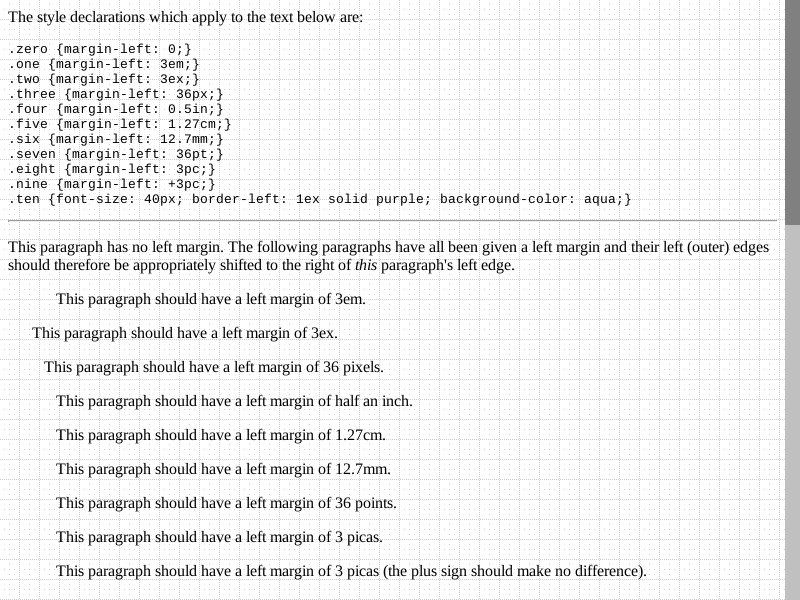 The style declarations which apply to the text below are:
.zero {margin-left: 0;}
.one {margin-left: 3em;}
.two {margin-left: 3ex;}
.three {margin-left: 36px;}
.four {margin-left: 0.5in;}
.five {margin-left: 1.27cm;}
.six {margin-left: 12.7mm;}
.seven {margin-left: 36pt;}
.eight {margin-left: 3pc;}
.nine {margin-left: +3pc;}
.ten {font-size: 40px; border-left: 1ex solid purple; background-color: aqua;}
This paragraph has no left margin. The following paragraphs have all been given a left margin and their left (outer) edges
should therefore be appropriately shifted to the right of this paragraph's left edge.
This paragraph should have a left margin of 3em.
This paragraph should have a left margin of 3ex.
This paragraph should have a left margin of 36 pixels.
This paragraph should have a left margin of half an inch.
This paragraph should have a left margin of 1.27cm.
This paragraph should have a left margin of 12.7mm.
This paragraph should have a left margin of 36 points.
This paragraph should have a left margin of 3 picas.
This paragraph should have a left margin of 3 picas (the plus sign should make no difference).